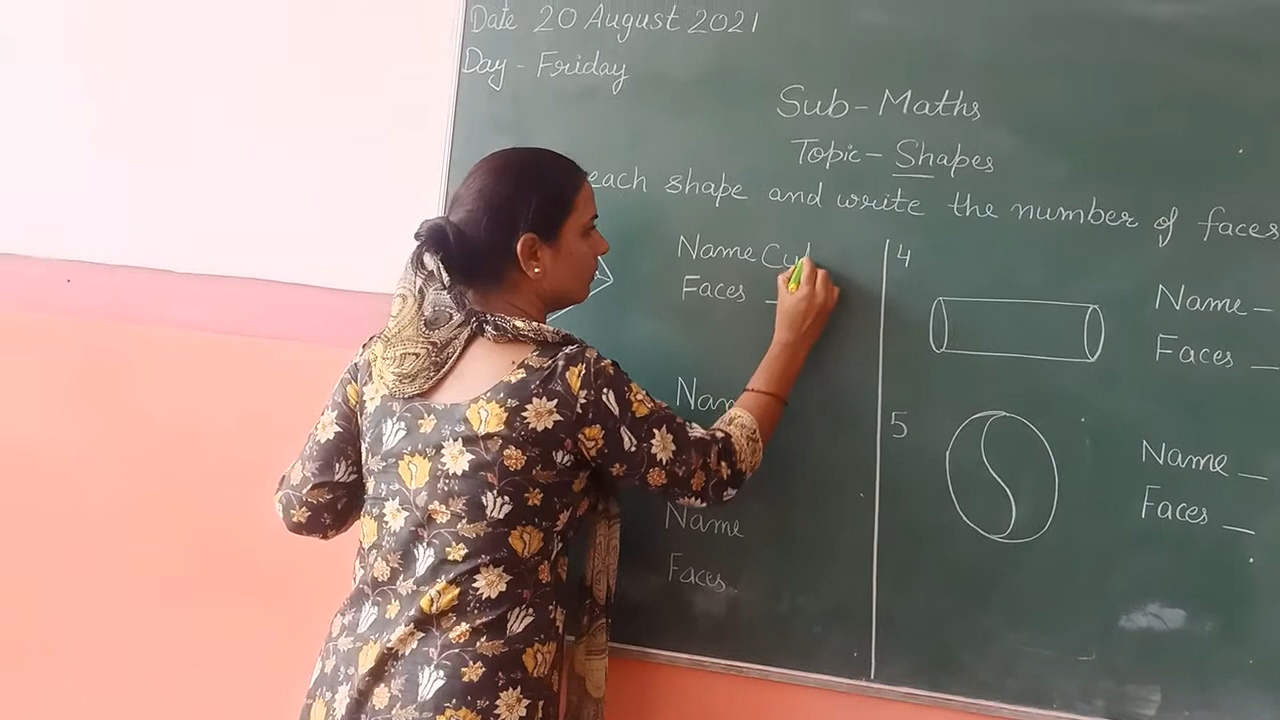 Date 20 August 2021
Day - Friday
Sub - Maths
Topic - Shapes
each shape and write the number of faces
Name Cu
Faces _
Name
Faces
4
Name -
Faces _
5
Name _
Faces _